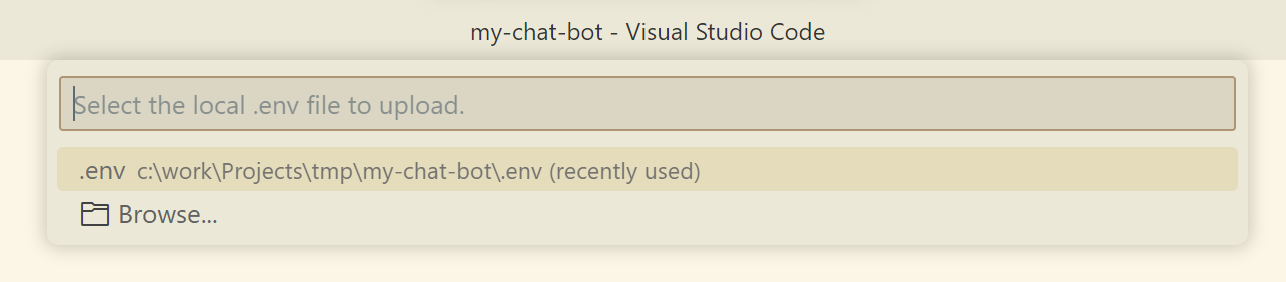 my-chat-bot - Visual Studio Code
Select the local .env file to upload.
.env c:\work\Projects\tmp\my-chat-bot\.env (recently used)
Browse...